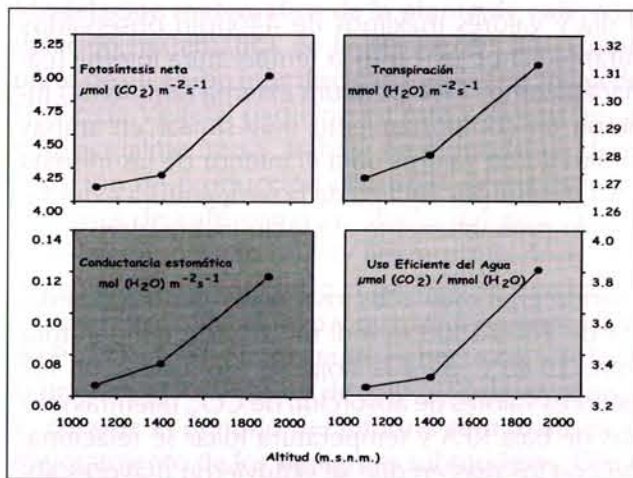 5.25
5.00
4.75
4.50
4.25
4.00
Fotosíntesis neta
µmol (CO2) m⁻²s⁻¹
Transpiración
mmol (H2O) m⁻²s⁻¹
1.32
1.31
1.30
1.29
1.28
1.27
1.26
0.14
0.12
0.10
0.08
0.06
Conductancia estomática
mol (H2O) m⁻²s⁻¹
Uso Eficiente del Agua
µmol (CO2) / mmol (H2O)
4.0
3.8
3.6
3.4
3.2
1000 1200 1400 1600 1800 2000
1000 1200 1400 1600 1800 2000
Altitud (m.s.n.m.)